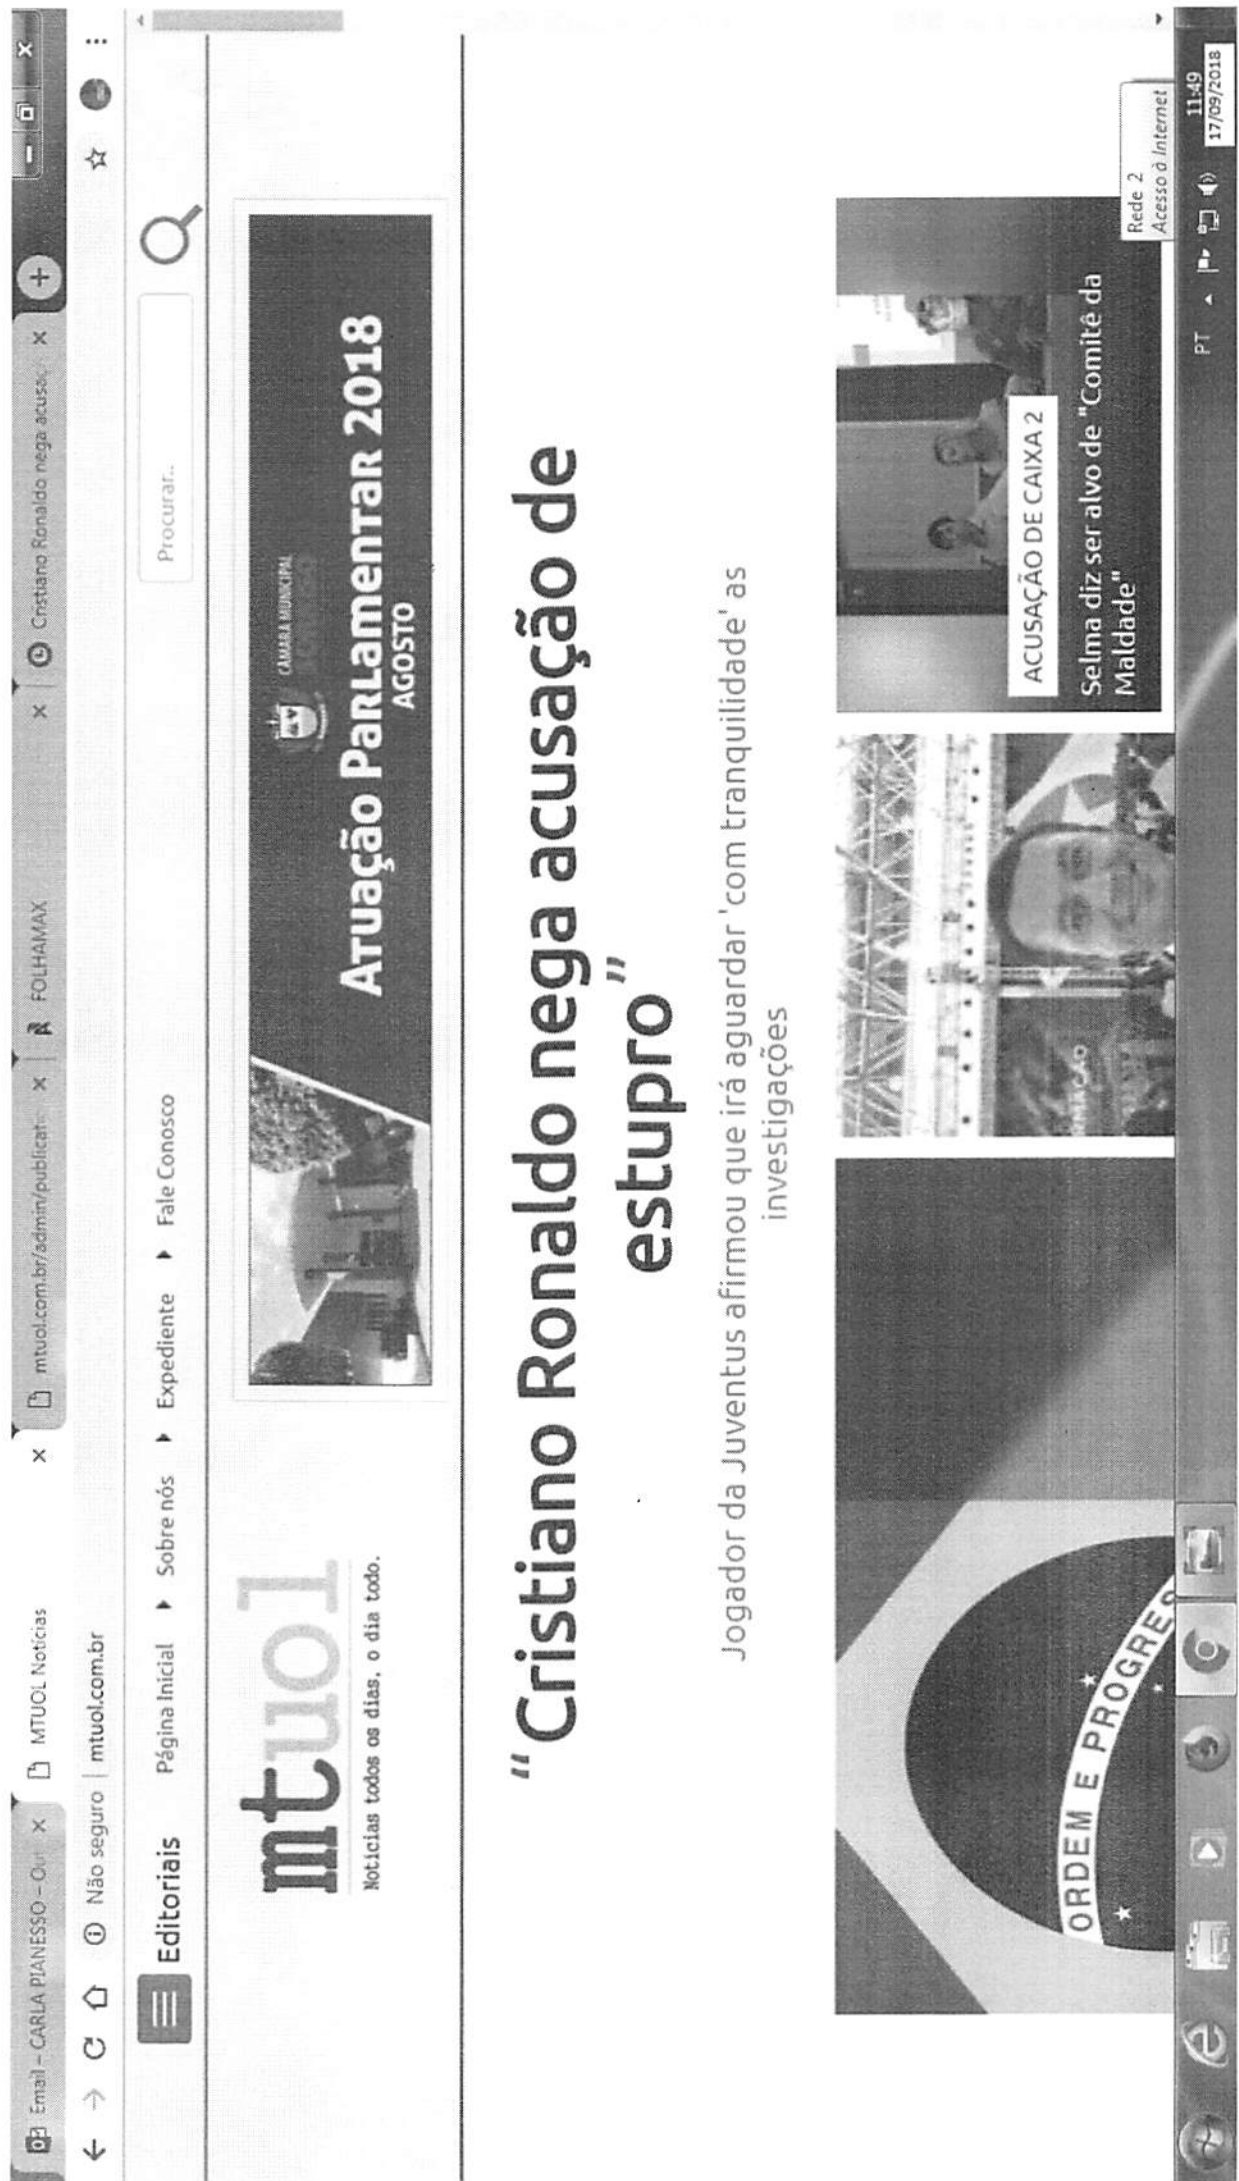 Email – CARLA PIANESSO – Ou
MTUOL Notícias
mtuol.com.br/admin/publicat
FOLHAMAX
Cristiano Ronaldo nega acusaç
Não seguro | mtuol.com.br
Editoriais
Página Inicial
Sobre nós
Expediente
Fale Conosco
Procurar..
mtuol
Notícias todos os dias, o dia todo.
CÂMARA MUNICIPAL
Atuação Parlamentar 2018
AGOSTO
“Cristiano Ronaldo nega acusação de
estupro”
Jogador da Juventus afirmou que irá aguardar 'com tranquilidade' as
investigações
ORDEM E PROGRES
ACUSAÇÃO DE CAIXA 2
Selma diz ser alvo de "Comitê da
Maldade"
Rede 2
Acesso à Internet
PT
11:49
17/09/2018